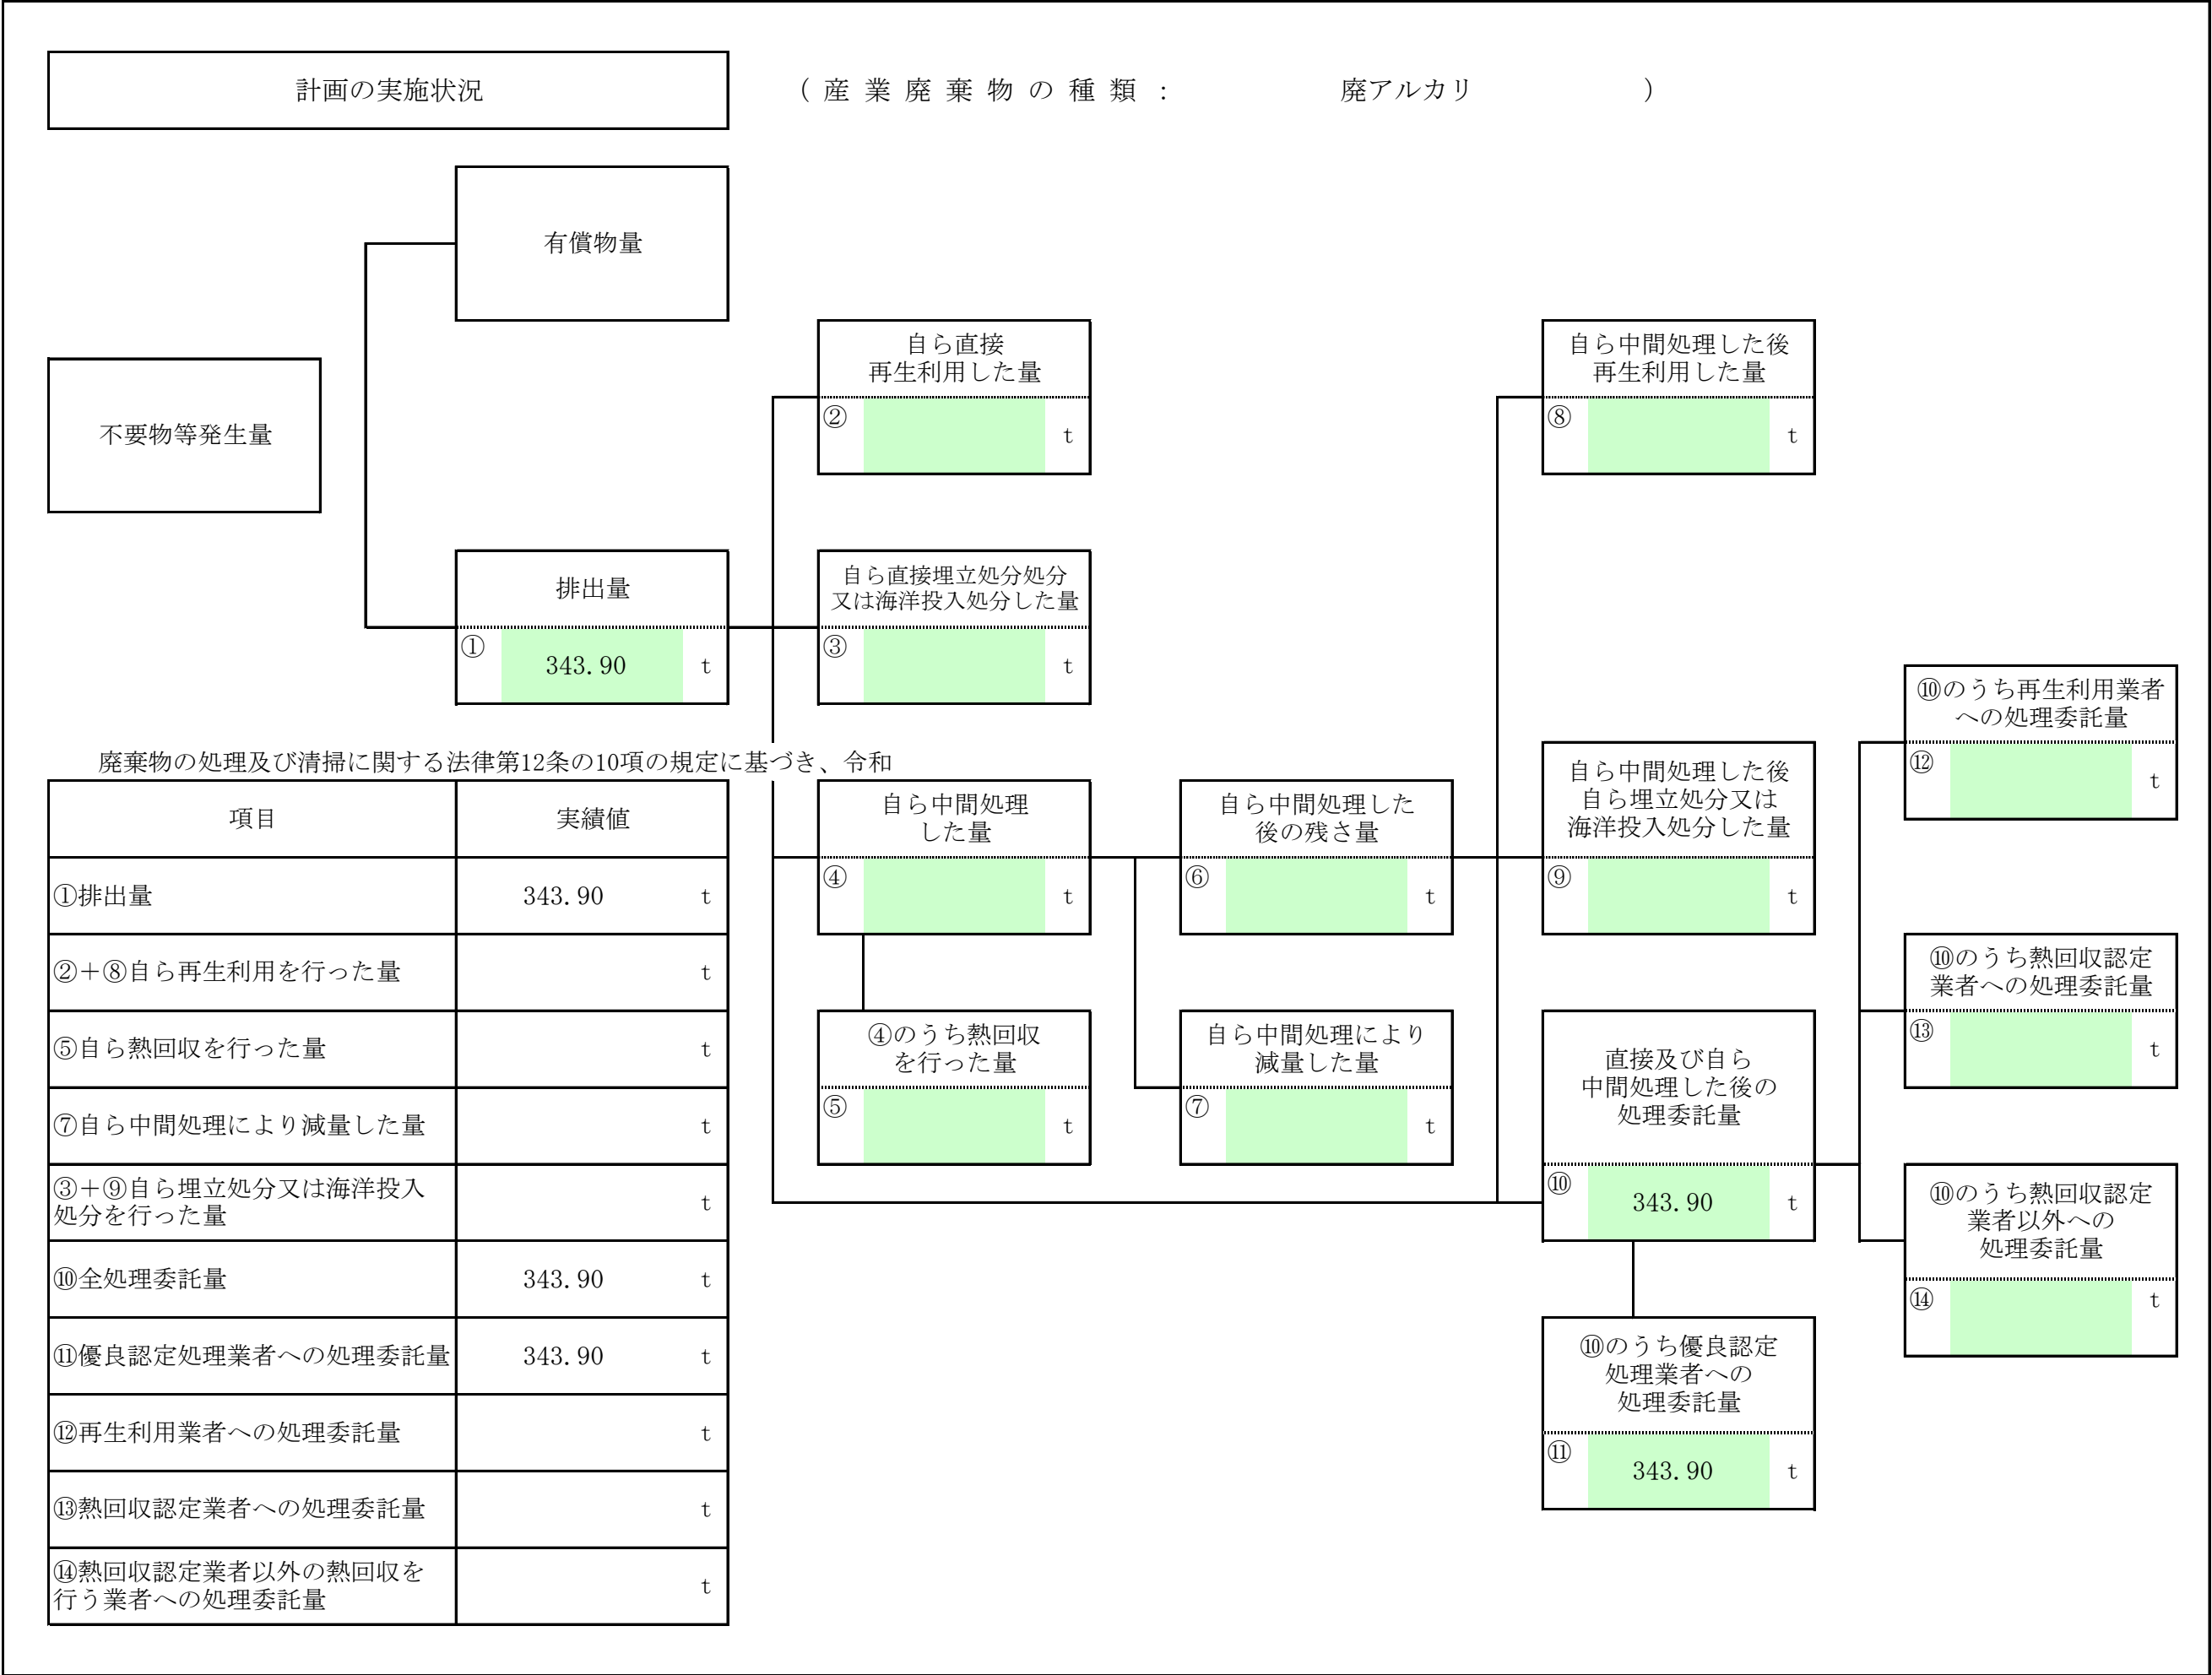 計画の実施状況
（産業廃棄物の種類： 廃アルカリ ）
有償物量
不要物等発生量
排出量
① 343.90 t
自ら直接
再生利用した量
② t
自ら直接埋立処分処分
又は海洋投入処分した量
③ t
自ら中間処理した後
再生利用した量
⑧ t
廃棄物の処理及び清掃に関する法律第12条の10項の規定に基づき、令和
項目 実績値
①排出量 343.90 t
②＋⑧自ら再生利用を行った量 t
⑤自ら熱回収を行った量 t
⑦自ら中間処理により減量した量 t
③＋⑨自ら埋立処分又は海洋投入
処分を行った量 t
⑩全処理委託量 343.90 t
⑪優良認定処理業者への処理委託量 343.90 t
⑫再生利用業者への処理委託量 t
⑬熱回収認定業者への処理委託量 t
⑭熱回収認定業者以外の熱回収を
行う業者への処理委託量 t
自ら中間処理
した量
④ t
④のうち熱回収
を行った量
⑤ t
自ら中間処理した
後の残さ量
⑥ t
自ら中間処理により
減量した量
⑦ t
自ら中間処理した後
自ら埋立処分又は
海洋投入処分した量
⑨ t
直接及び自ら
中間処理した後の
処理委託量
⑩ 343.90 t
⑩のうち優良認定
処理業者への
処理委託量
⑪ 343.90 t
⑩のうち再生利用業者
への処理委託量
⑫ t
⑩のうち熱回収認定
業者への処理委託量
⑬ t
⑩のうち熱回収認定
業者以外への
処理委託量
⑭ t